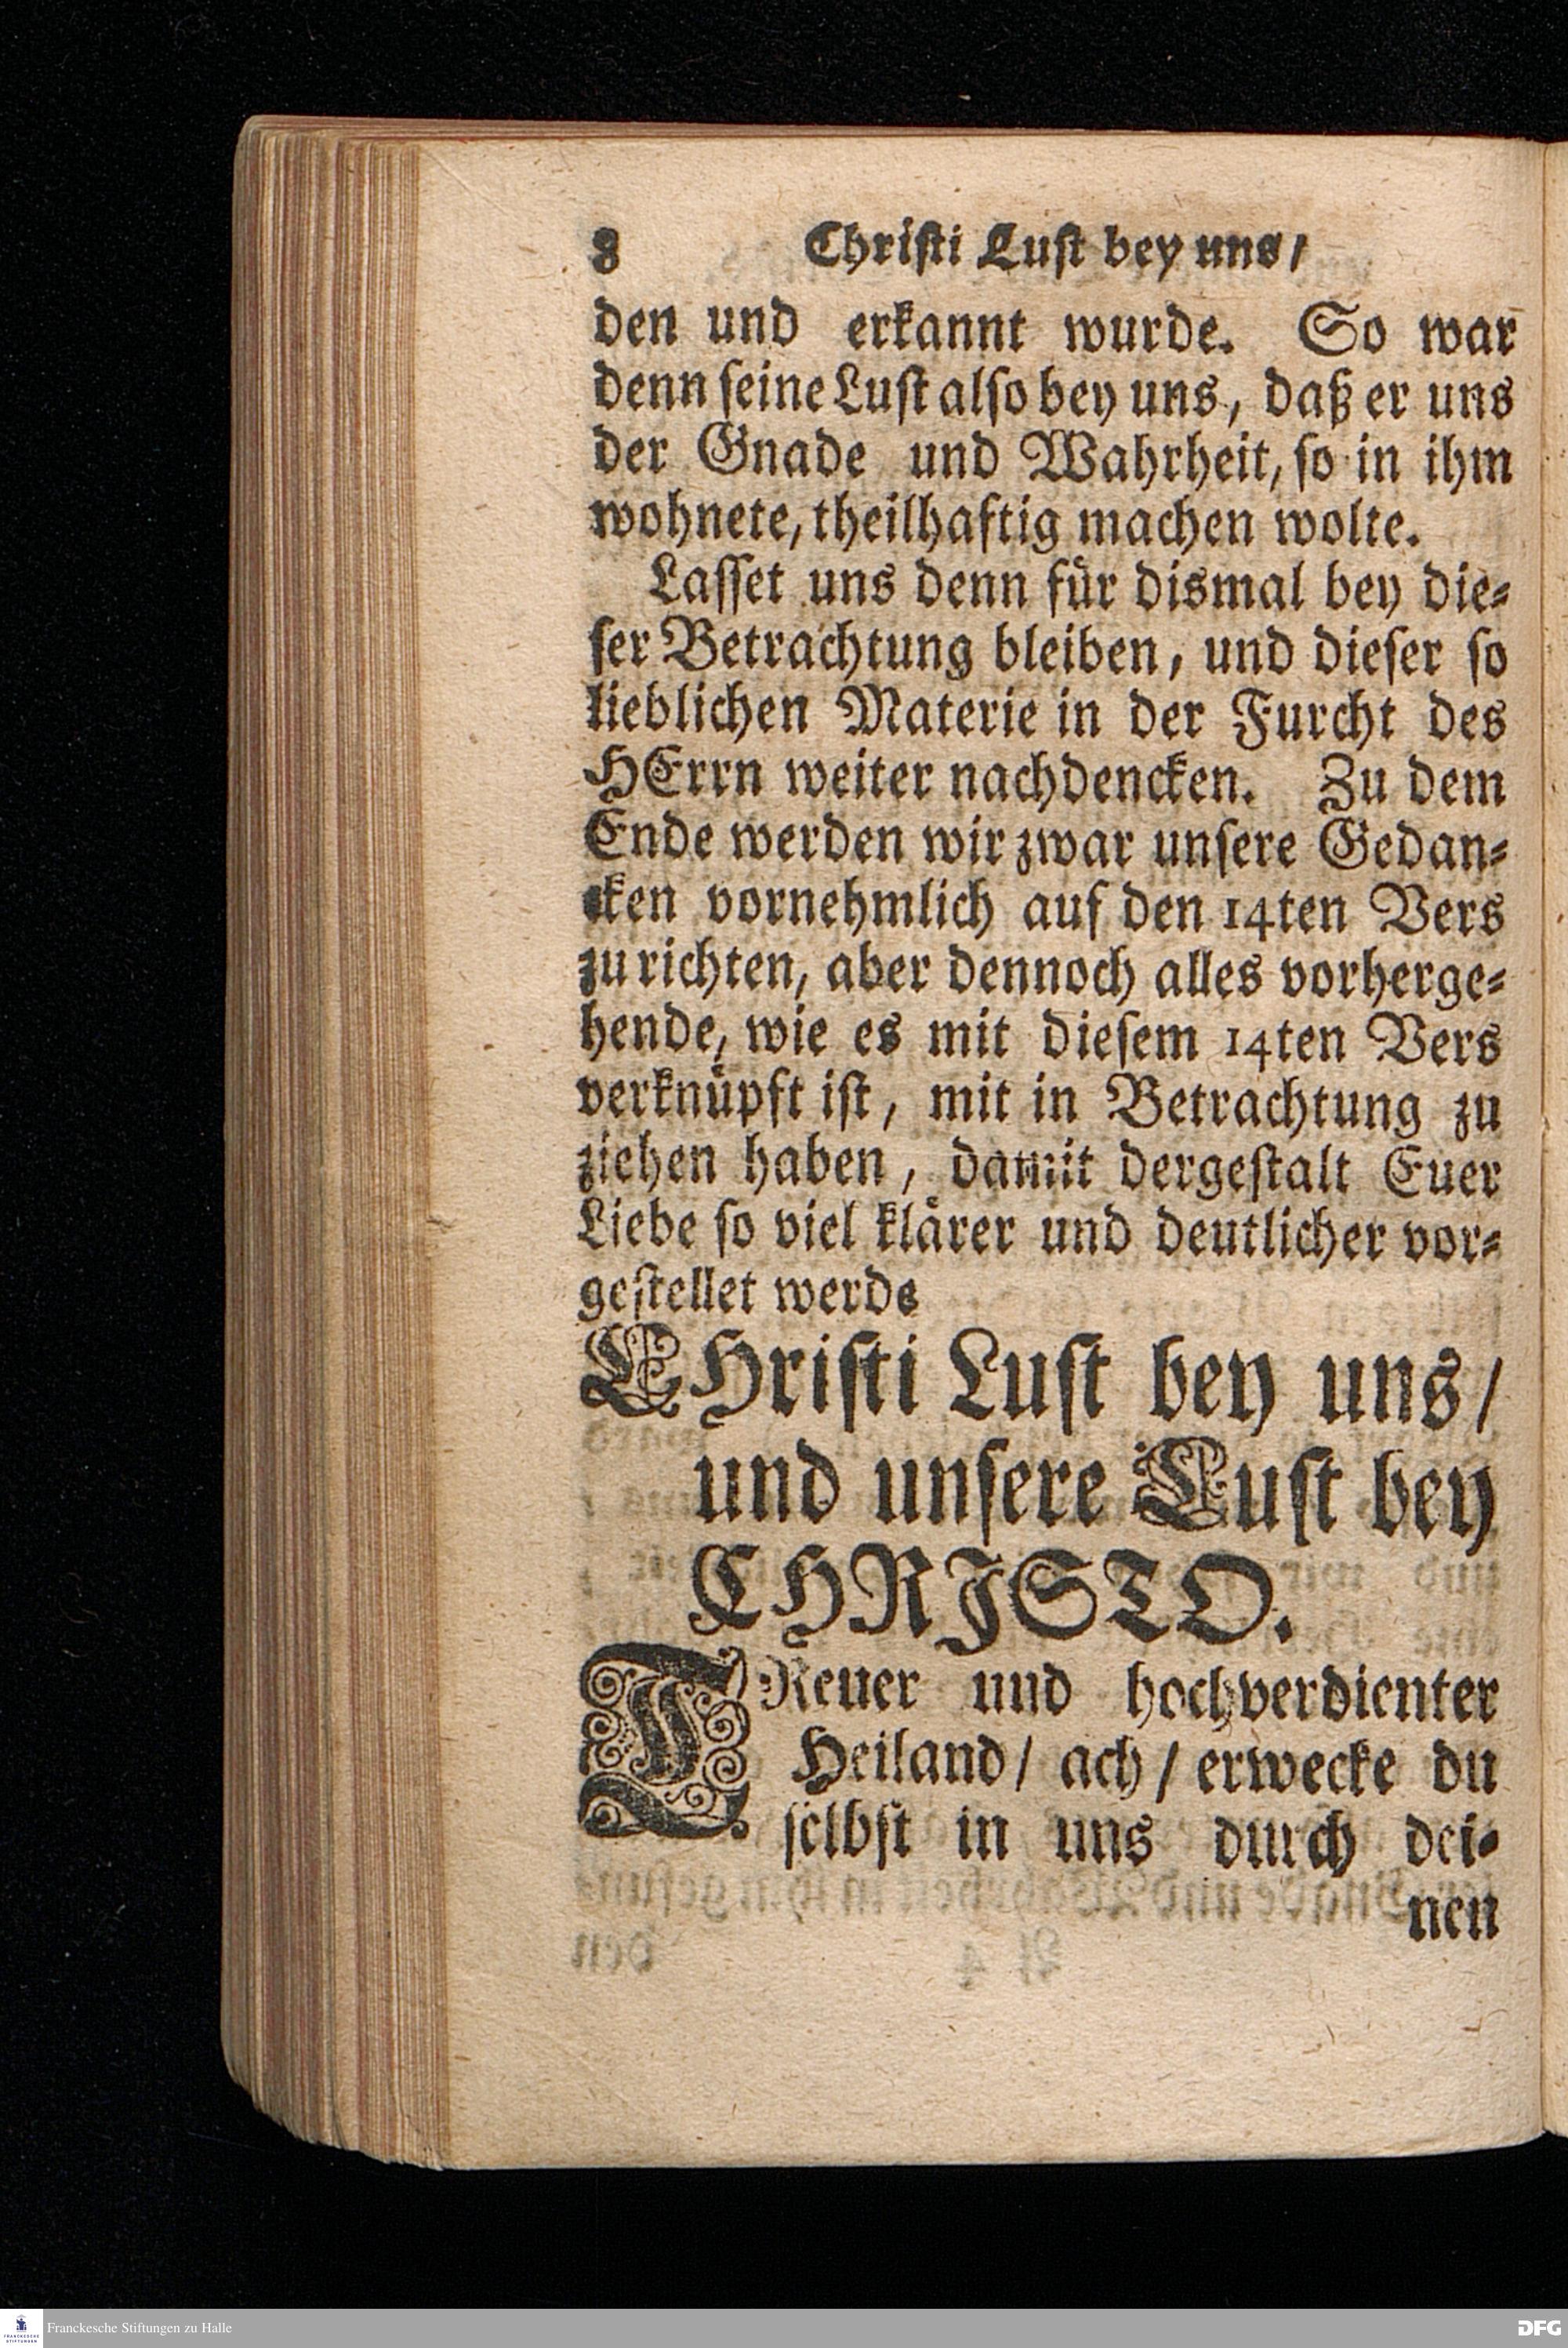 8 Christi Lust bey uns/
den und erkannt wurde. So war
denn seine Lust also bey uns, daß er uns
der Gnade und Wahrheit, so in ihm
wohnete, theilhaftig machen wolte.
Lasset uns denn für dismal bey die-
ser Betrachtung bleiben, und dieser so
lieblichen Materie in der Furcht des
HErrn weiter nachdencken. Zu dem
Ende werden wir zwar unsere Gedan-
cken vornehmlich auf den 14ten Vers
zu richten, aber dennoch alles vorherge-
hende, wie es mit diesem 14ten Vers
verknüpft ist, mit in Betrachtung zu
ziehen haben, damit dergestalt Euer
Liebe so viel klärer und deutlicher vor-
gestellet werde
CHristi Lust bey uns/
und unsere Lust bey
CHRISTO.
TReuer und hochverdienter
Heiland/ ach/ erwecke du
selbst in uns durch dei-
nen
Franckesche Stiftungen zu Halle
DFG